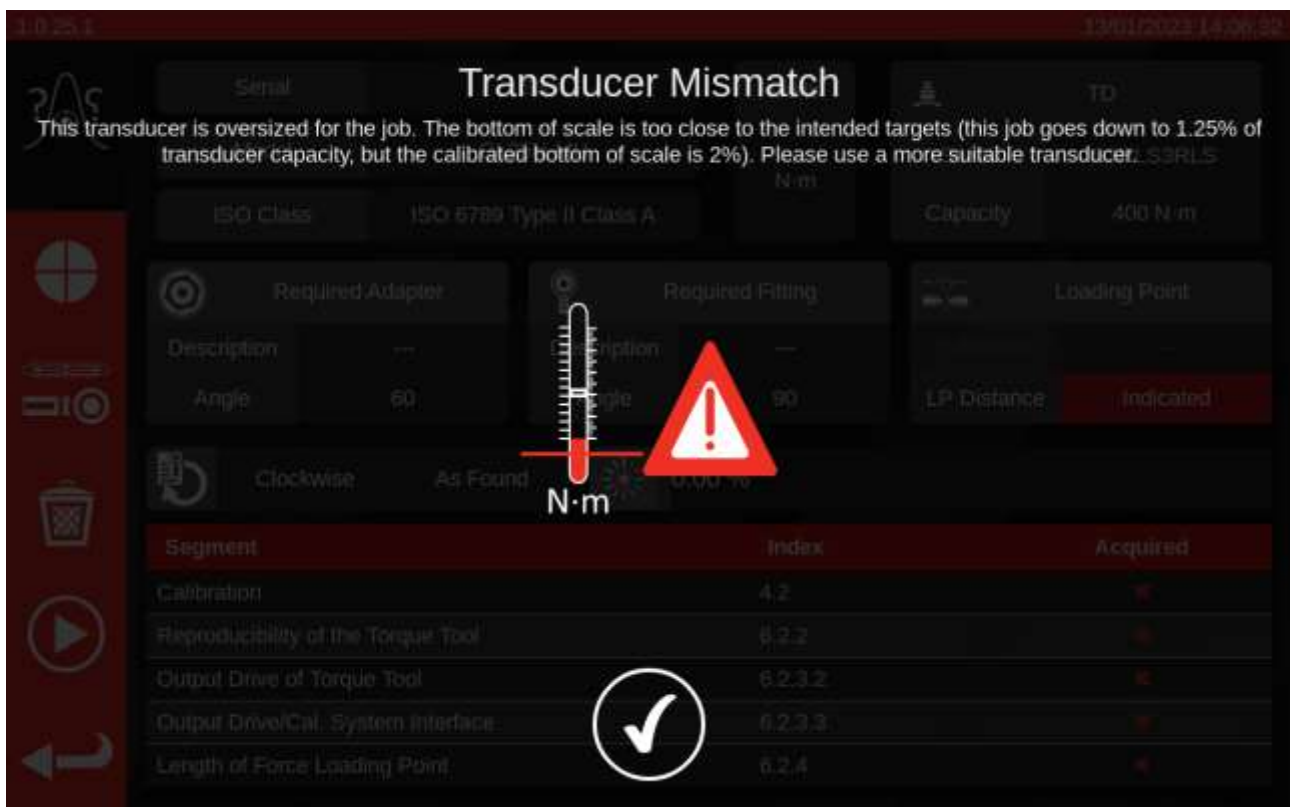 1.0.25.1
13/01/2023 14:06:32
Transducer Mismatch
This transducer is oversized for the job. The bottom of scale is too close to the intended targets (this job goes down to 1.25% of
transducer capacity, but the calibrated bottom of scale is 2%). Please use a more suitable transducer.
Serial
TD
N·m
ISO Class ISO 6789 Type II Class A
Capacity 400 N·m
Required Adapter
Required Fitting
Loading Point
Description ---
Description ---
Angle 60
Angle 90
LP Distance Indicated
Clockwise As Found 0.00 %
N·m
Segment Index Acquired
Calibration 4.2
Reproducibility of the Torque Tool 6.2.2
Output Drive of Torque Tool 6.2.3.2
Output Drive/Cal. System Interface 6.2.3.3
Length of Force Loading Point 6.2.4